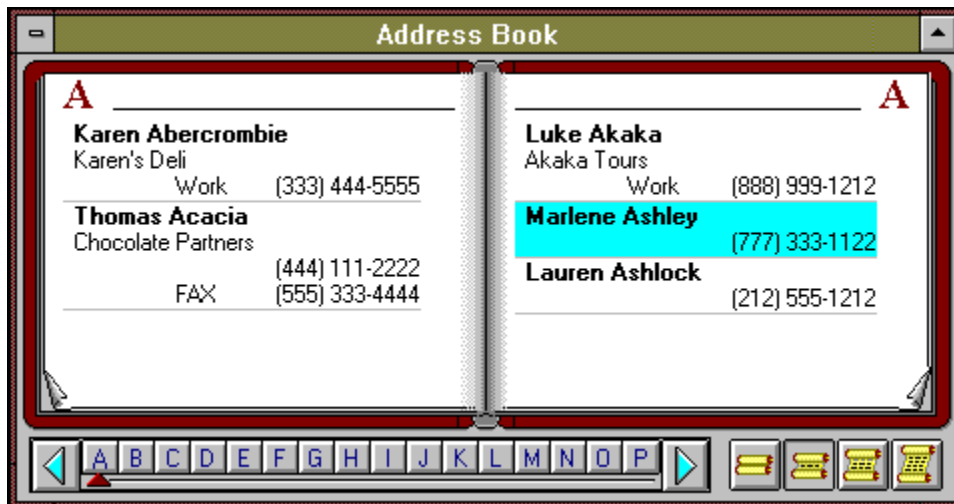 Address Book
A
Karen Abercrombie
Karen's Deli
Work (333) 444-5555
Thomas Acacia
Chocolate Partners
(444) 111-2222
FAX (555) 333-4444
A
Luke Akaka
Akaka Tours
Work (888) 999-1212
Marlene Ashley
(777) 333-1122
Lauren Ashlock
(212) 555-1212
A B C D E F G H I J K L M N O P